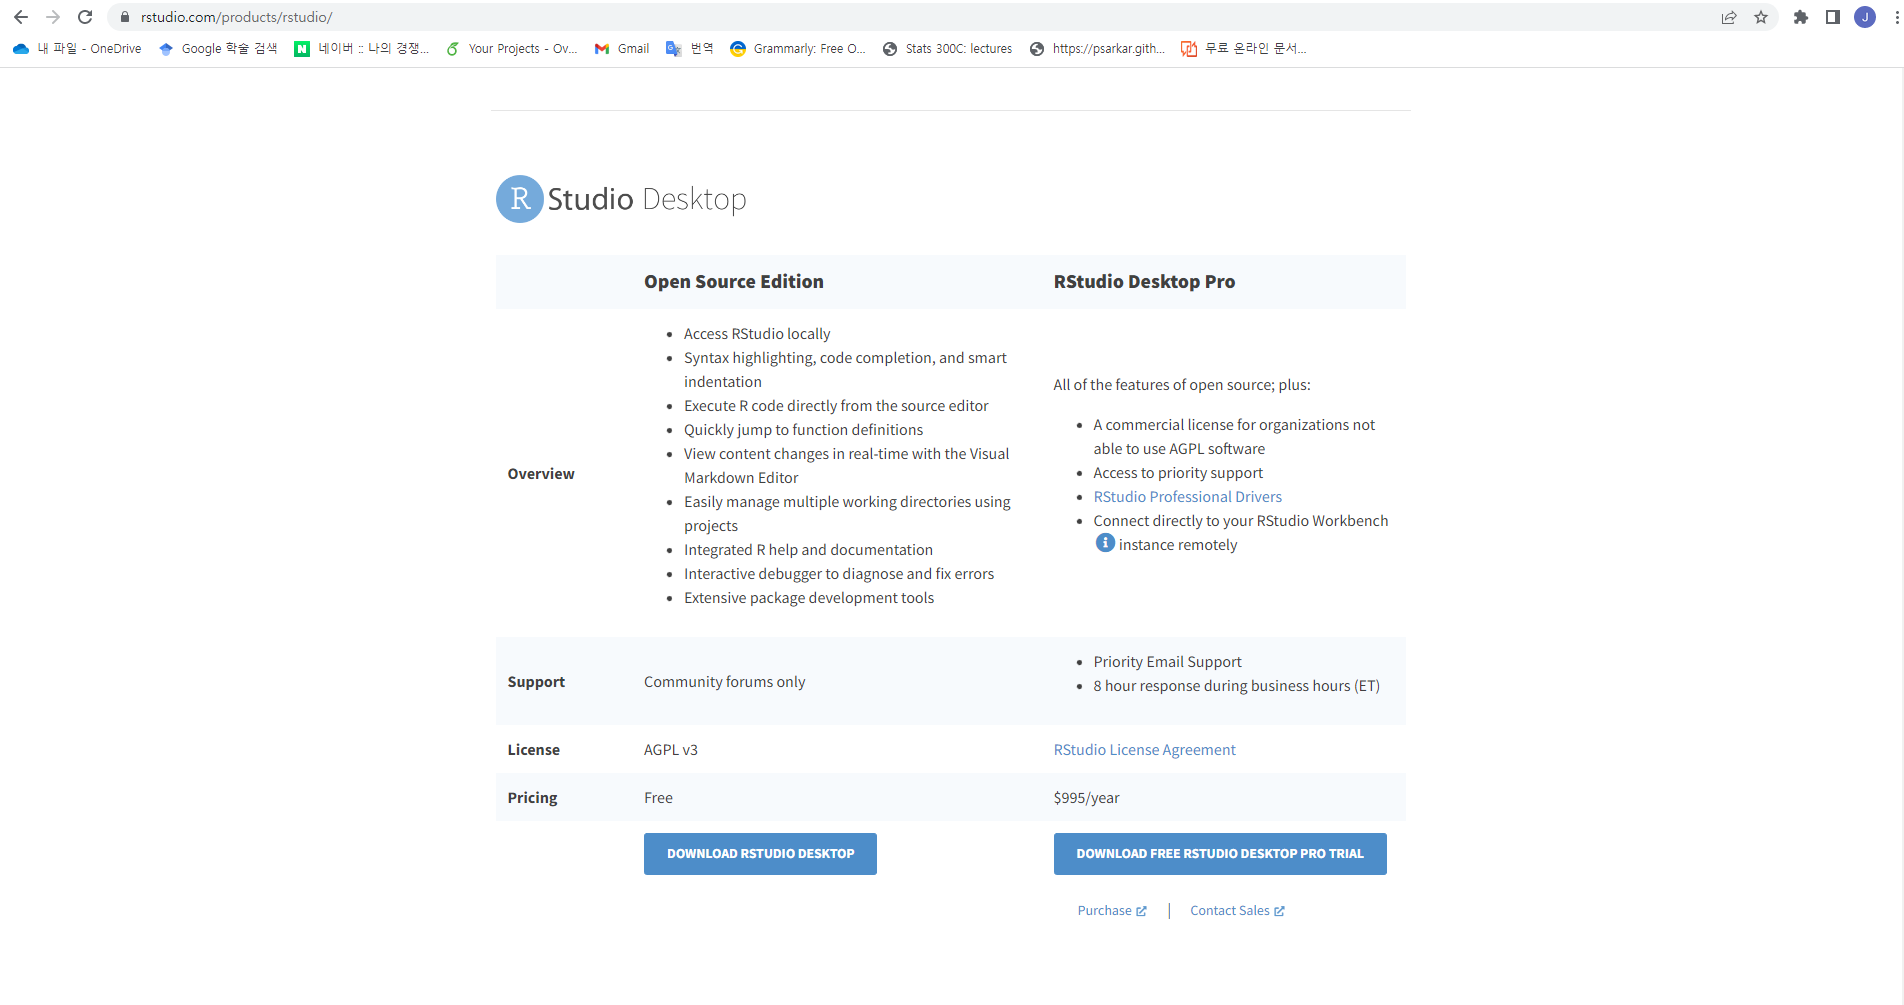 rstudio.com/products/rstudio/
J
내 파일 - OneDrive
Google 학술 검색
N
네이버 :: 나의 경쟁...
Your Projects - Ov...
Gmail
번역
Grammarly: Free O...
Stats 300C: lectures
https://psarkar.gith...
무료 온라인 문서...
R Studio Desktop
Open Source Edition
RStudio Desktop Pro
Overview
• Access RStudio locally
• Syntax highlighting, code completion, and smart
indentation
• Execute R code directly from the source editor
• Quickly jump to function definitions
• View content changes in real-time with the Visual
Markdown Editor
• Easily manage multiple working directories using
projects
• Integrated R help and documentation
• Interactive debugger to diagnose and fix errors
• Extensive package development tools
All of the features of open source; plus:
• A commercial license for organizations not
able to use AGPL software
• Access to priority support
• RStudio Professional Drivers
• Connect directly to your RStudio Workbench
i instance remotely
Support
Community forums only
• Priority Email Support
• 8 hour response during business hours (ET)
License
AGPL v3
RStudio License Agreement
Pricing
Free
$995/year
DOWNLOAD RSTUDIO DESKTOP
DOWNLOAD FREE RSTUDIO DESKTOP PRO TRIAL
Purchase | Contact Sales